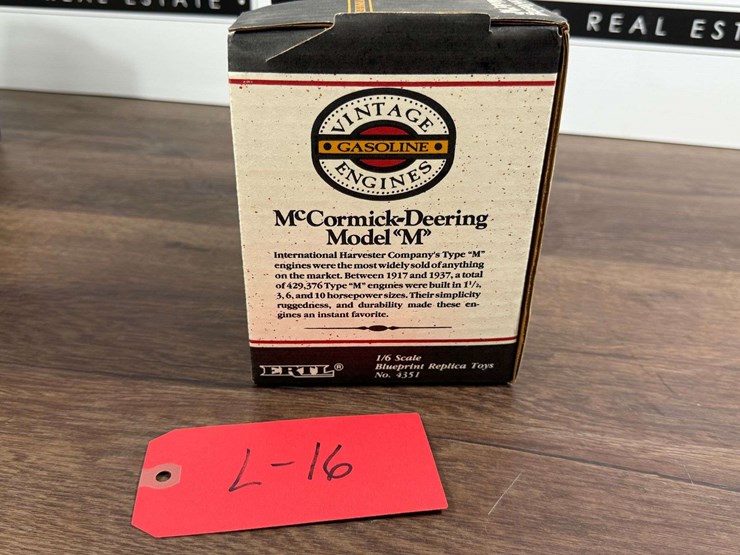 REAL ESTATE
REAL EST
VINTAGE
GASOLINE
ENGINES
McCormick-Deering
Model "M"
International Harvester Company's Type "M"
engines were the most widely sold of anything
on the market. Between 1917 and 1937, a total
of 429,376 Type "M" engines were built in 1½,
3, 6, and 10 horsepower sizes. Their simplicity
ruggedness, and durability made these en-
gines an instant favorite.
ERTL®
1/6 Scale
Blueprint Replica Toys
No. 4351
L-16